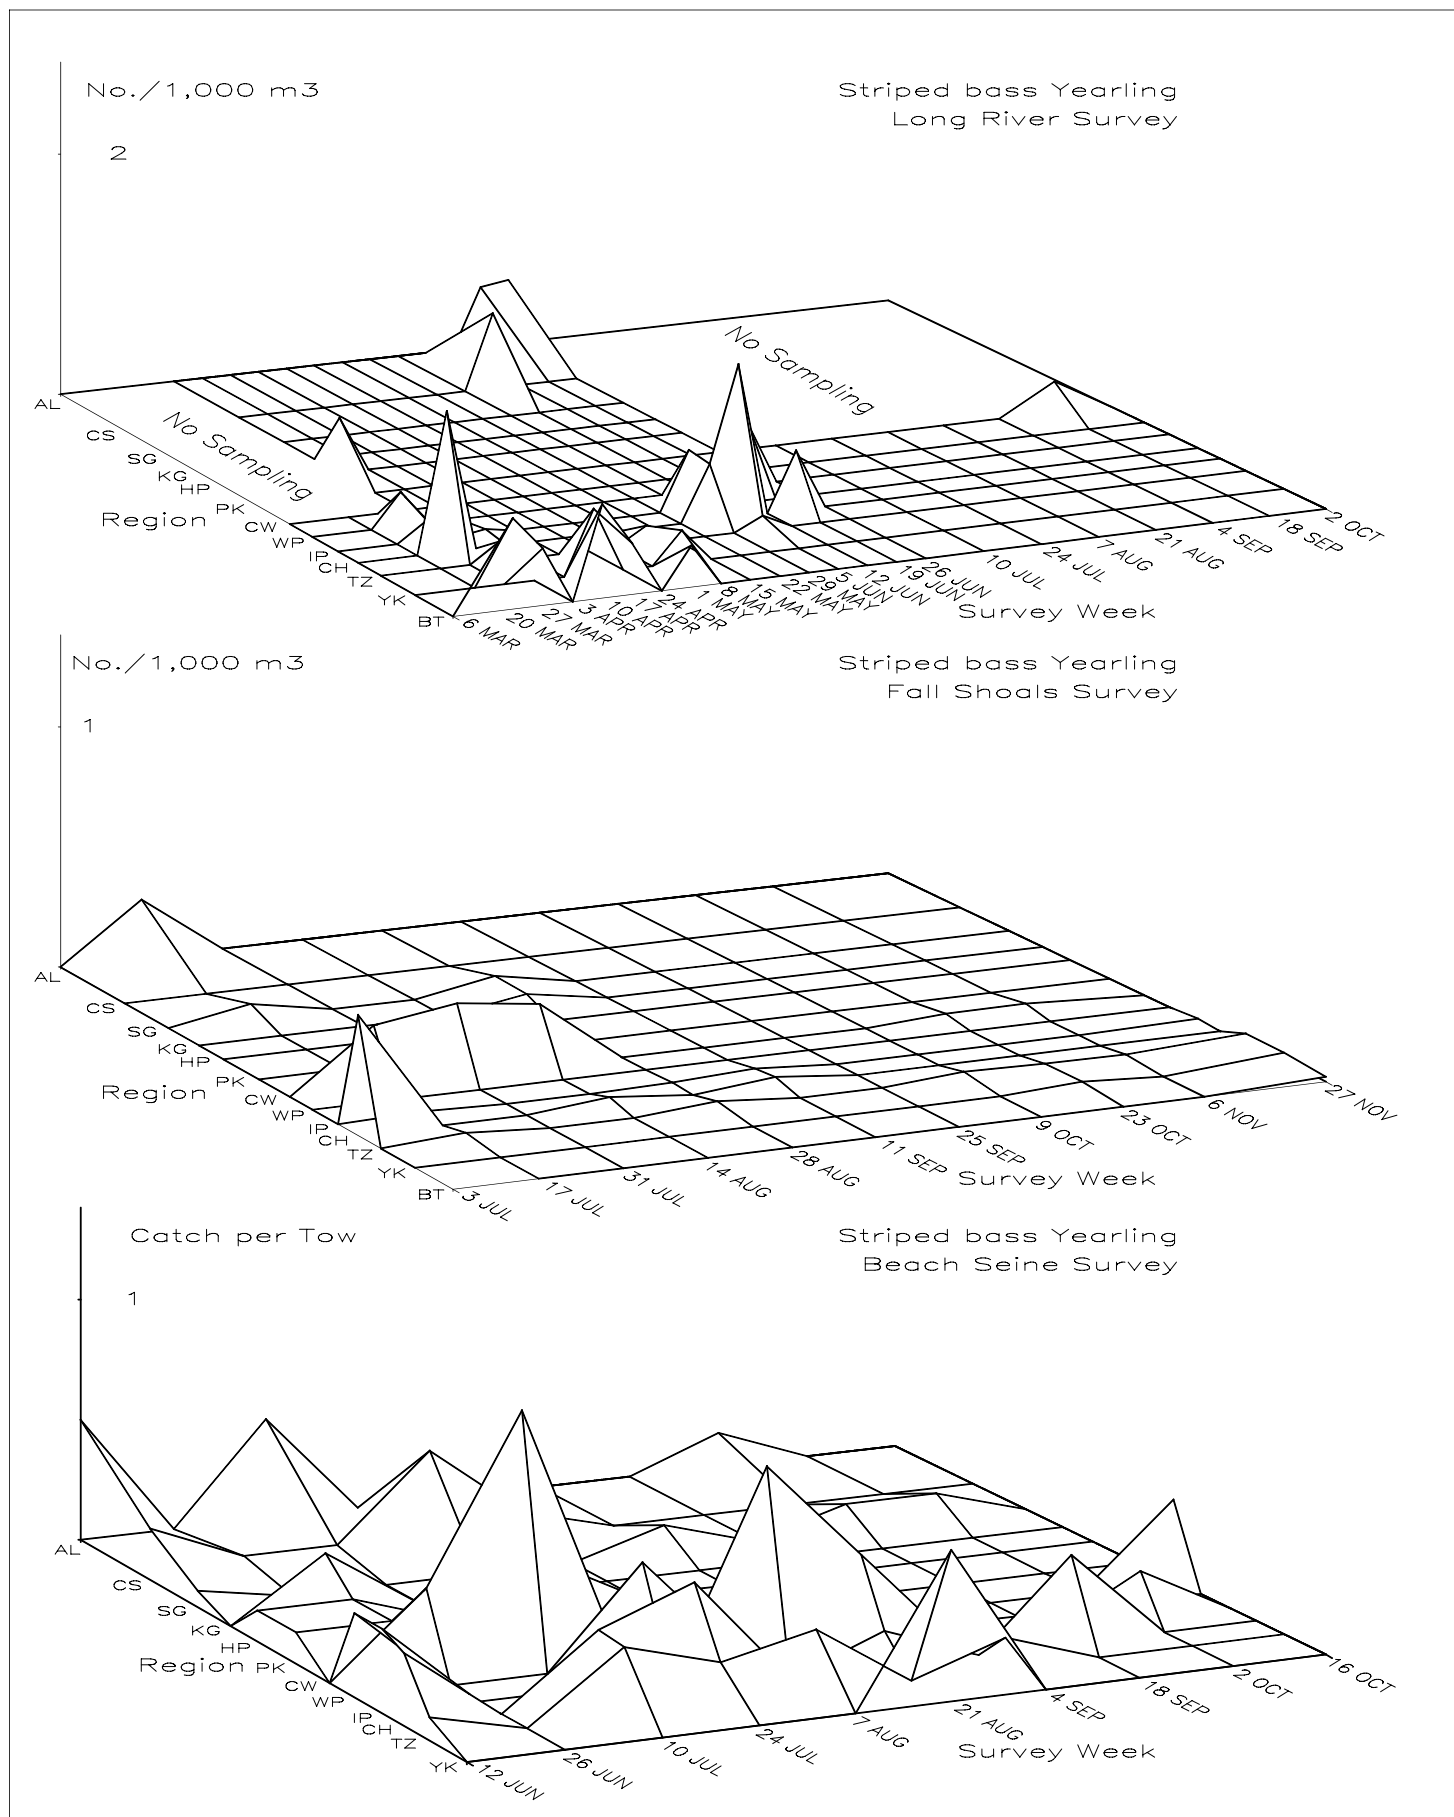 No./1,000 m3
Striped bass Yearling
Long River Survey
2
No Sampling
No Sampling
AL
CS
SG
KG
HP
PK
CW
WP
IP
CH
TZ
YK
BT
Region
6 MAR
20 MAR
27 MAR
3 APR
10 APR
17 APR
24 APR
1 MAY
8 MAY
15 MAY
22 MAY
29 MAY
5 JUN
12 JUN
19 JUN
26 JUN
10 JUL
24 JUL
7 AUG
21 AUG
4 SEP
18 SEP
2 OCT
Survey Week
No./1,000 m3
Striped bass Yearling
Fall Shoals Survey
1
AL
CS
SG
KG
HP
PK
CW
WP
IP
CH
TZ
YK
BT
Region
3 JUL
17 JUL
31 JUL
14 AUG
28 AUG
11 SEP
25 SEP
9 OCT
23 OCT
6 NOV
27 NOV
Survey Week
Catch per Tow
Striped bass Yearling
Beach Seine Survey
1
AL
CS
SG
KG
HP
PK
CW
WP
IP
CH
TZ
YK
Region
12 JUN
26 JUN
10 JUL
24 JUL
7 AUG
21 AUG
4 SEP
18 SEP
2 OCT
16 OCT
Survey Week